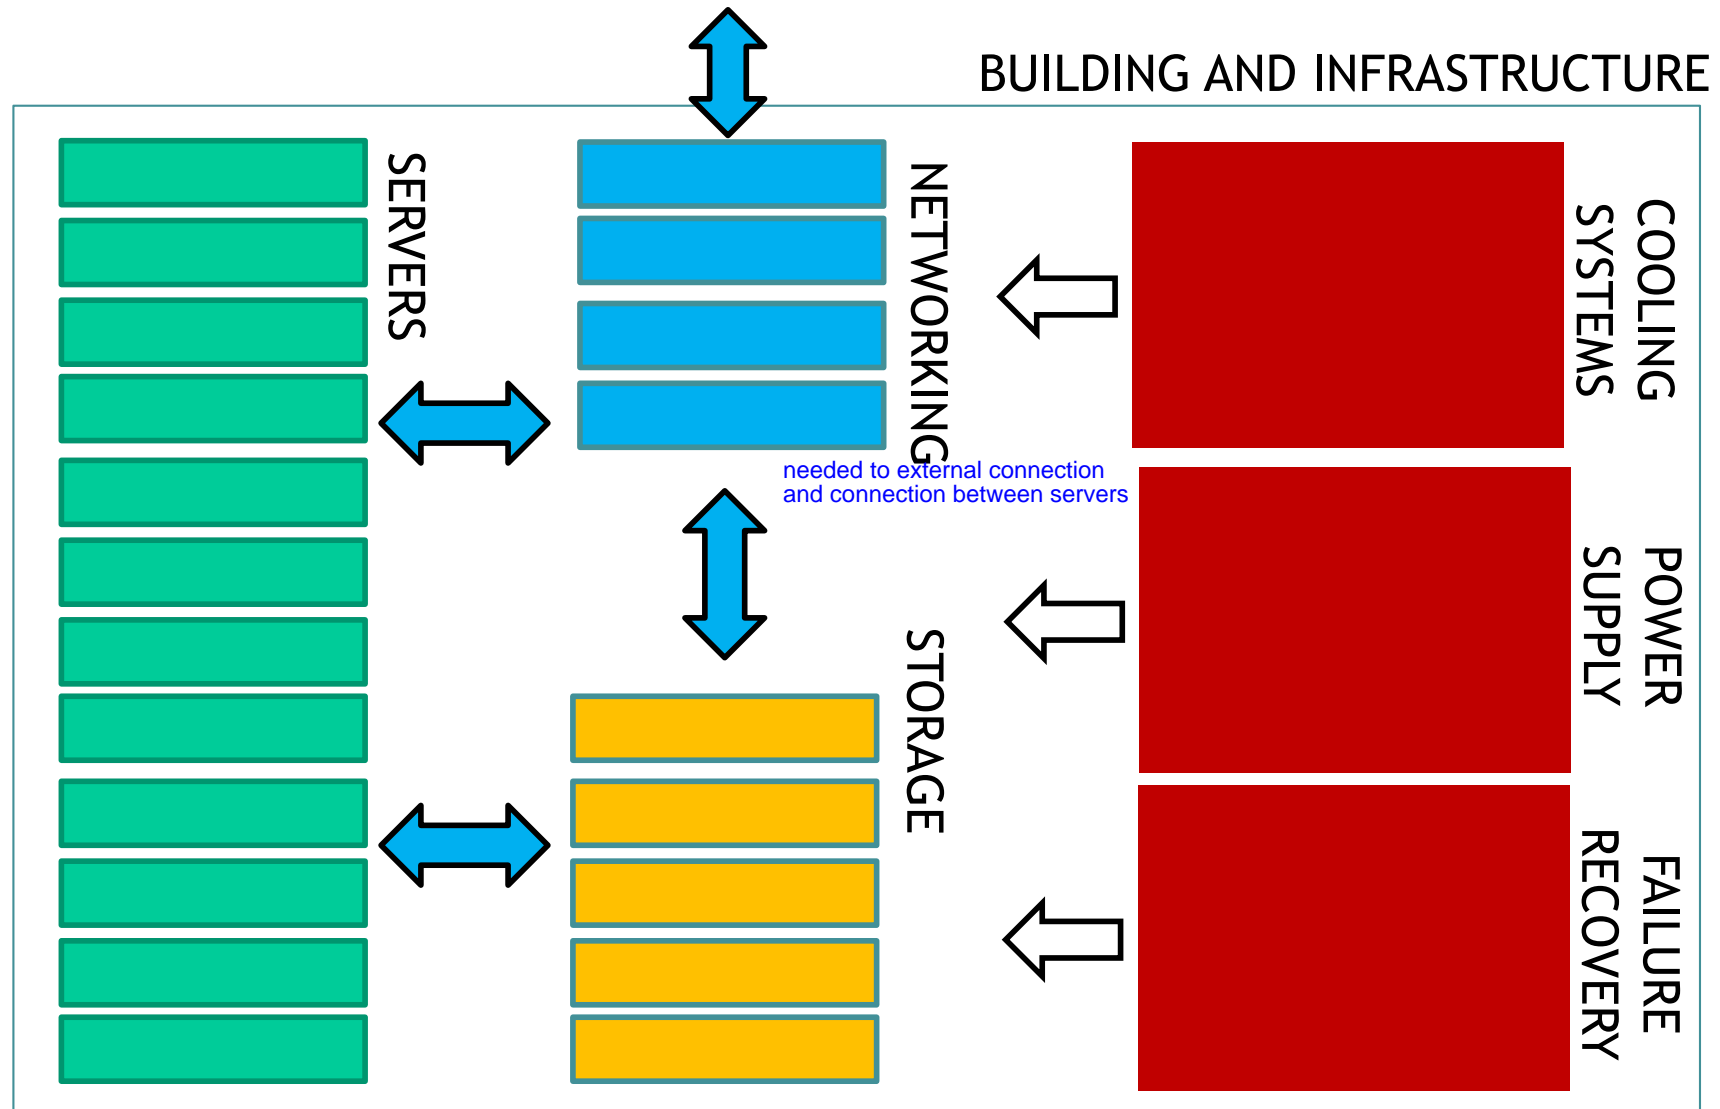 BUILDING AND INFRASTRUCTURE
SERVERS
NETWORKING
COOLING
SYSTEMS
needed to external connection
and connection between servers
POWER
SUPPLY
STORAGE
FAILURE
RECOVERY